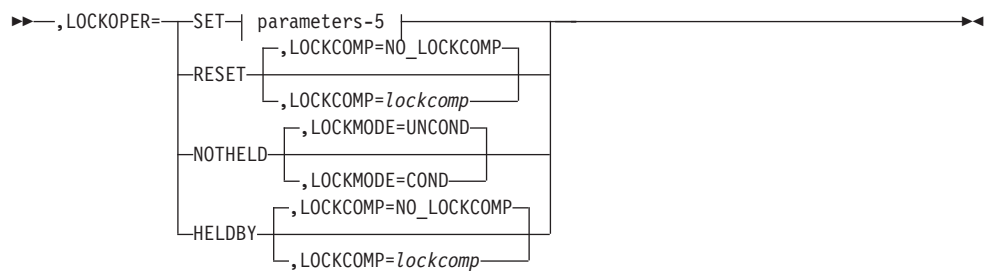 ,LOCKOPER= SET parameters-5
,LOCKCOMP=NO_LOCKCOMP
RESET
,LOCKCOMP=lockcomp
,LOCKMODE=UNCOND
NOTHELD
,LOCKMODE=COND
,LOCKCOMP=NO_LOCKCOMP
HELDBY
,LOCKCOMP=lockcomp